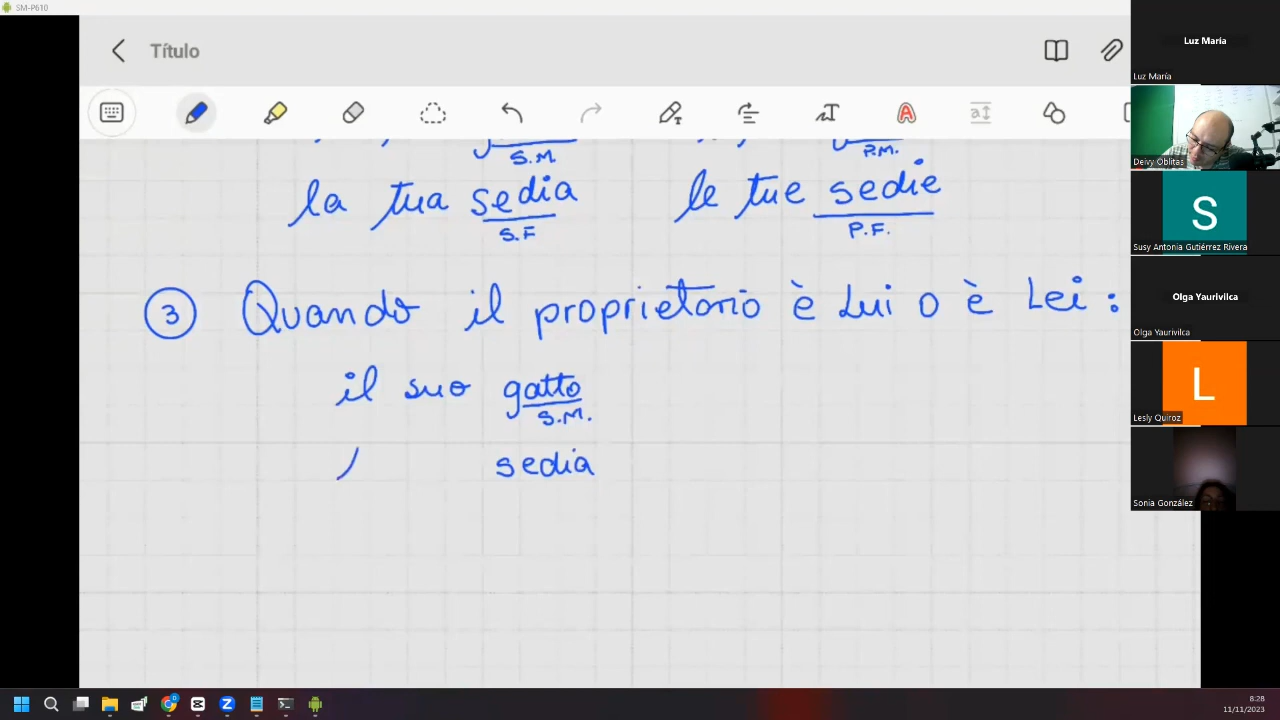 SM-P610
Título
S.M
P.M.
la tua sedia le tue sedie
S.F P.F.
3 Quando il proprietario è Lui o è Lei:
il suo gatto
S.M.
sedia
Luz María
Luz María
Deivy Oblitas
S
Susy Antonia Gutiérrez Rivera
Olga Yaurivilca
Olga Yaurivilca
L
Lesly Quiroz
Sonia González
8:28
11/11/2023